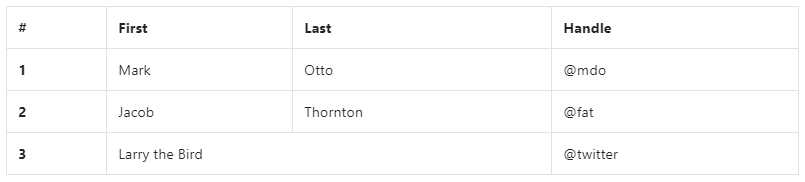 # First Last Handle
1 Mark Otto @mdo
2 Jacob Thornton @fat
3 Larry the Bird @twitter